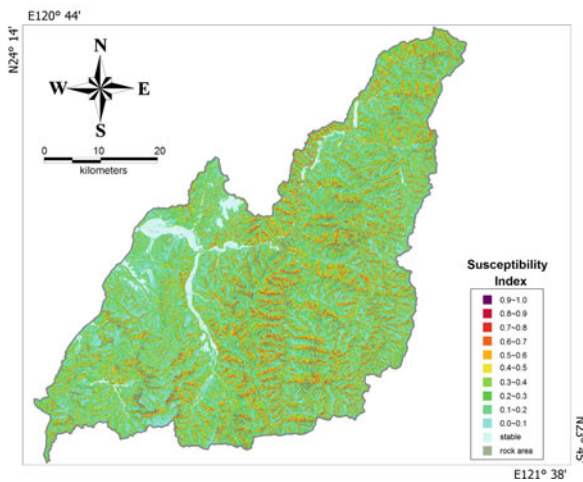 E120° 44'
N24° 14'
N
W E
S
0 10 20
kilometers
Susceptibility
Index
0.9~1.0
0.8~0.9
0.7~0.8
0.6~0.7
0.5~0.6
0.4~0.5
0.3~0.4
0.2~0.3
0.1~0.2
0.0~0.1
stable
rock area
N23° 45'
E121° 38'